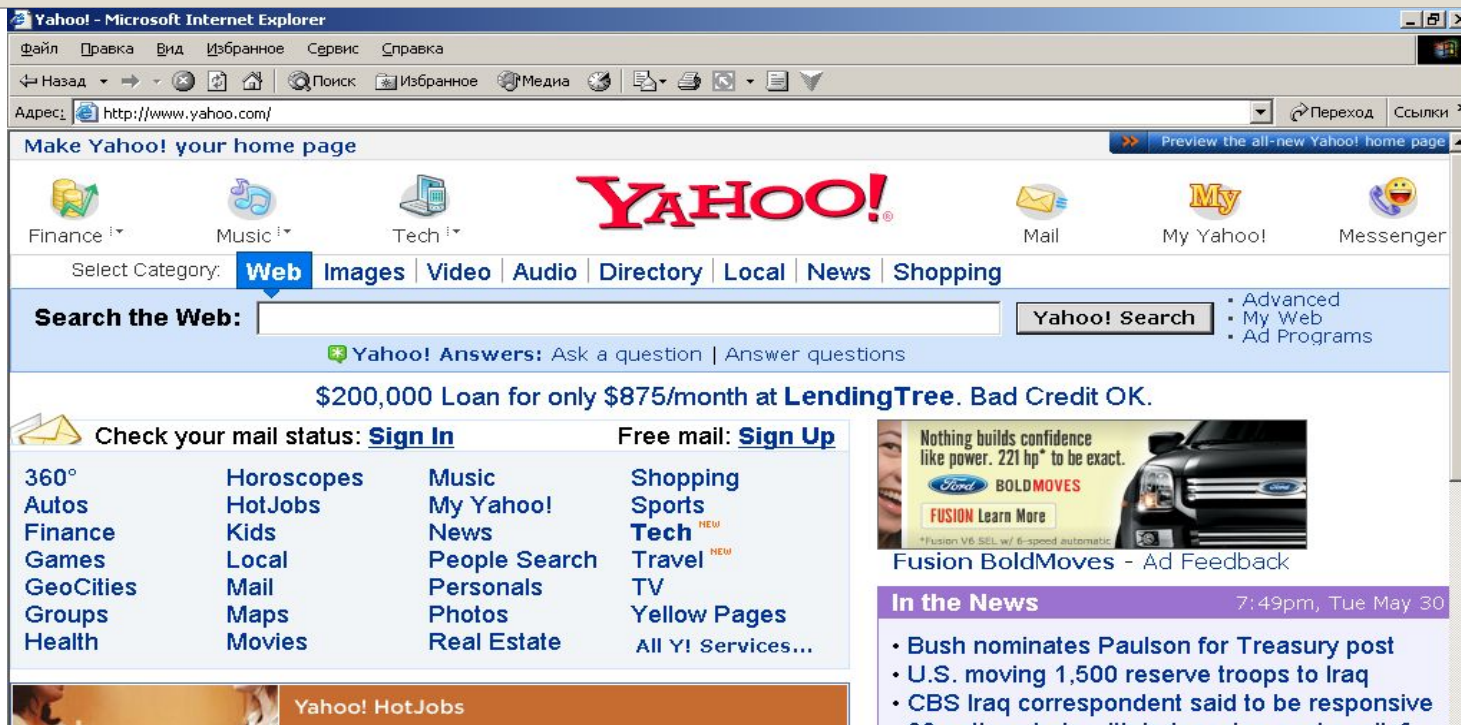 Yahoo! - Microsoft Internet Explorer
Файл Правка Вид Избранное Сервис Справка
Назад Поиск Избранное Медиа
Адрес: http://www.yahoo.com/ Переход Ссылки
Make Yahoo! your home page Preview the all-new Yahoo! home page
YAHOO!
Finance Music Tech Mail My Yahoo! Messenger
Select Category: Web Images Video Audio Directory Local News Shopping
Search the Web: Yahoo! Search
• Advanced
• My Web
• Ad Programs
Yahoo! Answers: Ask a question | Answer questions
$200,000 Loan for only $875/month at LendingTree. Bad Credit OK.
Check your mail status: Sign In Free mail: Sign Up
360° Horoscopes Music Shopping
Autos HotJobs My Yahoo! Sports
Finance Kids News Tech NEW
Games Local People Search Travel NEW
GeoCities Mail Personals TV
Groups Maps Photos Yellow Pages
Health Movies Real Estate All Y! Services...
Yahoo! HotJobs
Nothing builds confidence
like power. 221 hp* to be exact.
Ford BOLDMOVES
FUSION Learn More
*Fusion V6 SEL w/ 6-speed automatic
Fusion BoldMoves - Ad Feedback
In the News 7:49pm, Tue May 30
• Bush nominates Paulson for Treasury post
• U.S. moving 1,500 reserve troops to Iraq
• CBS Iraq correspondent said to be responsive